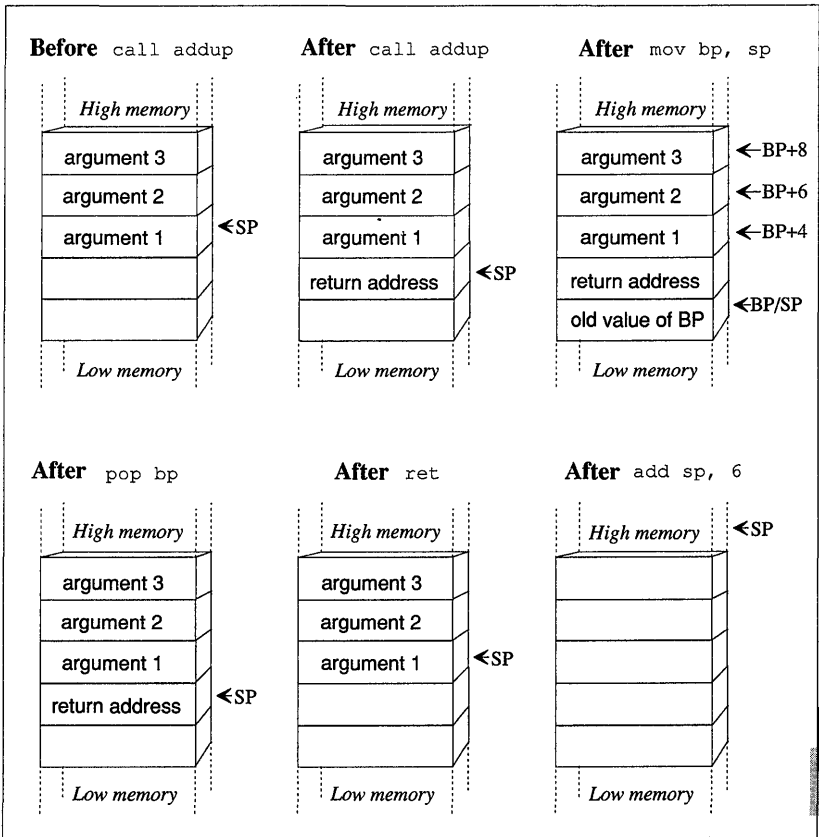 Before call addup
High memory
argument 3
argument 2
argument 1
←SP
Low memory
After call addup
High memory
argument 3
argument 2
argument 1
return address
←SP
Low memory
After mov bp, sp
High memory
argument 3
←BP+8
argument 2
←BP+6
argument 1
←BP+4
return address
old value of BP
←BP/SP
Low memory
After pop bp
High memory
argument 3
argument 2
argument 1
return address
←SP
Low memory
After ret
High memory
argument 3
argument 2
argument 1
←SP
Low memory
After add sp, 6
High memory
←SP
Low memory